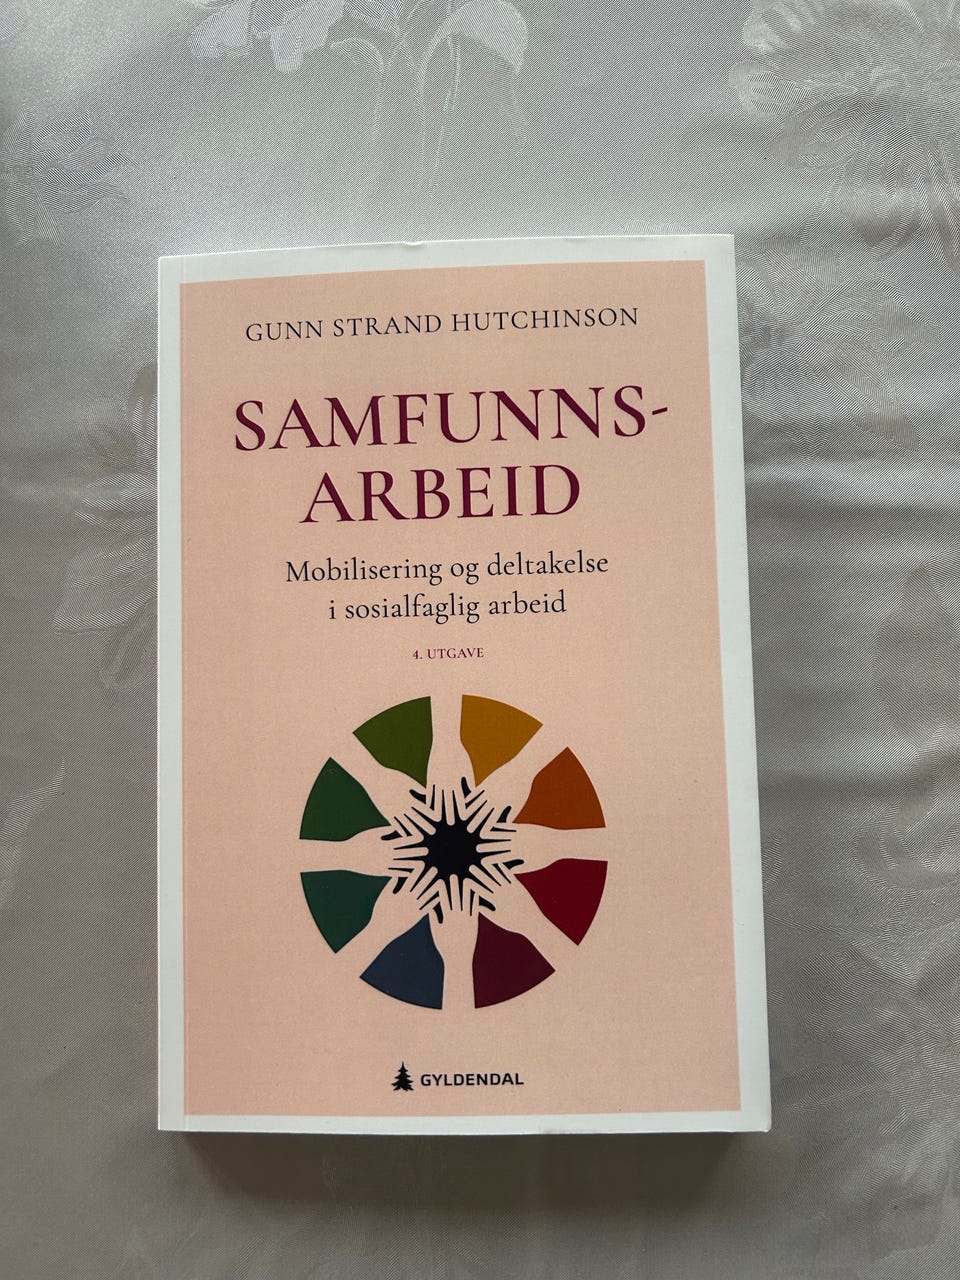 GUNN STRAND HUTCHINSON
SAMFUNNS-
ARBEID
Mobilisering og deltakelse
i sosialfaglig arbeid
4. UTGAVE
GYLDENDAL